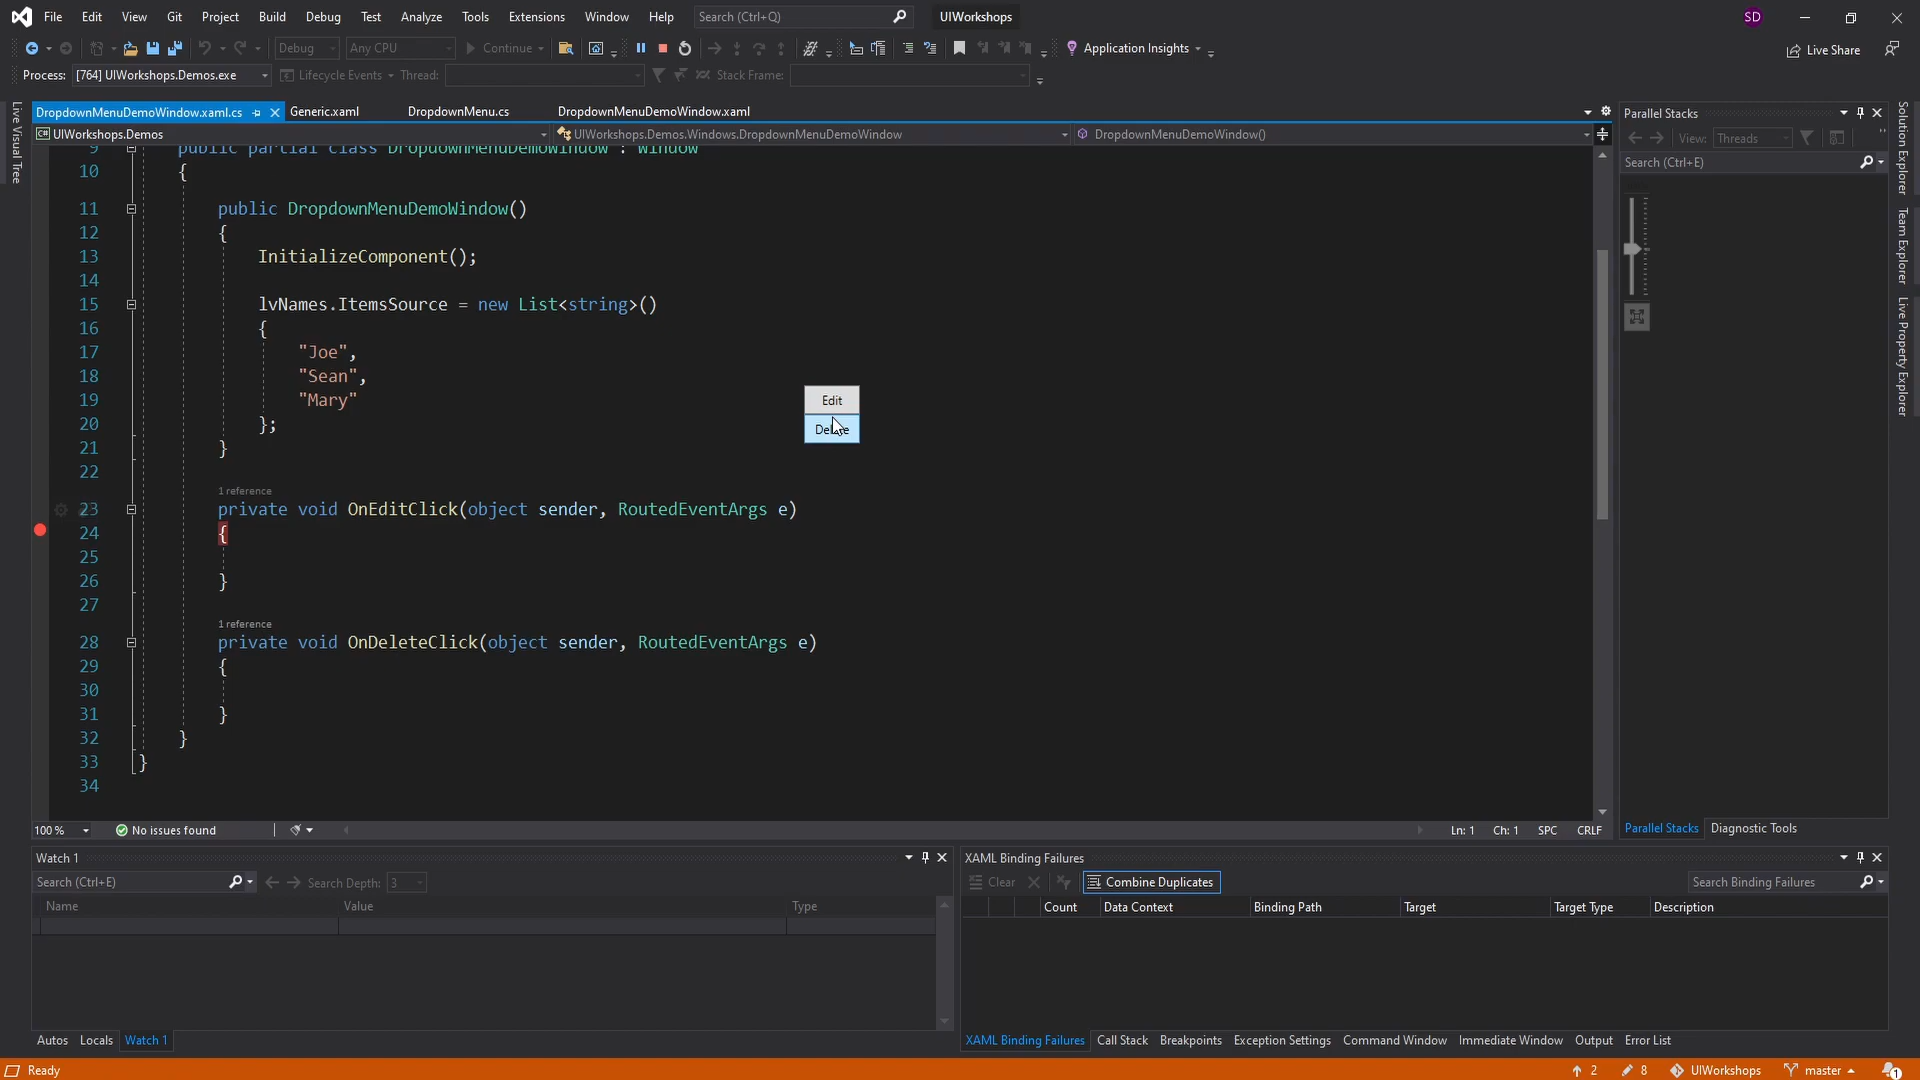 File Edit View Git Project Build Debug Test Analyze Tools Extensions Window Help Search (Ctrl+Q) UIWorkshops SD
Debug Any CPU Continue Application Insights Live Share
Process: [764] UIWorkshops.Demos.exe Lifecycle Events Thread: Stack Frame:
DropdownMenuDemoWindow.xaml.cs Generic.xaml DropdownMenu.cs DropdownMenuDemoWindow.xaml
UIWorkshops.Demos UIWorkshops.Demos.Windows.DropdownMenuDemoWindow DropdownMenuDemoWindow()
9 public partial class DropdownMenuDemoWindow : Window
10 {
11 public DropdownMenuDemoWindow()
12 {
13 InitializeComponent();
14
15 lvNames.ItemsSource = new List<string>()
16 {
17 "Joe",
18 "Sean",
19 "Mary"
20 };
21 }
22
1 reference
23 private void OnEditClick(object sender, RoutedEventArgs e)
24 {
25
26 }
27
1 reference
28 private void OnDeleteClick(object sender, RoutedEventArgs e)
29 {
30
31 }
32 }
33 }
34
Edit
Delete
100 % No issues found Ln: 1 Ch: 1 SPC CRLF
Live Visual Tree
Parallel Stacks
View: Threads
Search (Ctrl+E)
Parallel Stacks Diagnostic Tools
Solution Explorer
Team Explorer
Live Property Explorer
Watch 1
Search (Ctrl+E) Search Depth: 3
Name Value Type
Autos Locals Watch 1
XAML Binding Failures
Clear Combine Duplicates Search Binding Failures
Count Data Context Binding Path Target Target Type Description
XAML Binding Failures Call Stack Breakpoints Exception Settings Command Window Immediate Window Output Error List
Ready 2 8 UIWorkshops master 1